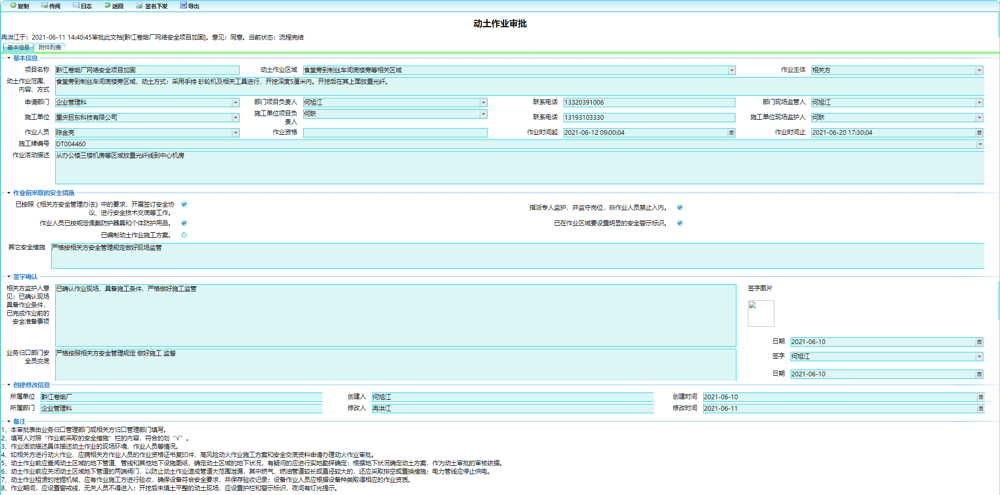 复制 传阅 日志 返回 签名下发 导出
动土作业审批
冉洪江于：2021-06-11 14:40:45审批此文档[黔江卷烟厂网络安全项目加固]。意见：同意。当前状态：流程完结
基本信息 附件列表
基本信息
项目名称 黔江卷烟厂网络安全项目加固 动土作业区域 食堂旁到制丝车间底楼旁等相关区域 作业主体 相关方
动土作业范围、
内容、方式
食堂旁到制丝车间底楼旁区域，动土方式：采用手持 砂轮机及相关工具进行，开挖深度5厘米内。开挖后在其上面放置光纤。
申请部门 企业管理科 部门项目负责人 何旭江 联系电话 13320391006 部门现场监管人 何旭江
施工单位 重庆巨东科技有限公司 施工单位项目负
责人
何跃 联系电话 13193103330 施工单位现场监护人 何跃
作业人员 陈金亮 作业资格 作业时间起 2021-06-12 09:00:04 作业时间止 2021-06-20 17:30:04
施工牌编号 DT004460
作业活动描述 从办公楼三楼机房等区域放置光纤线到中心机房
作业前采取的安全措施
已按照《相关方安全管理办法》中的要求，开展签订安全协
议、进行安全技术交底等工作。
指派专人监护，并监守岗位，非作业人员禁止入内。
作业人员已按规定佩戴防护器具和个体防护用品。 已在作业区域要设置明显的安全警示标识。
已编制动土作业施工方案。
其它安全措施 严格按相关方安全管理规定做好现场监管
签字确认
相关方监护人意
见：已确认现场
具备作业条件，
已完成作业前的
安全准备事项
已确认作业现场，具备施工条件，严格做好施工监管
签字图片
日期 2021-06-10
业务归口部门安
全员交底
严格按照相关方安全管理规定 做好施工 监督
签字 何旭江
日期 2021-06-10
创建修改信息
所属单位 黔江卷烟厂 创建人 何旭江 创建时间 2021-06-10
所属部门 企业管理科 修改人 冉洪江 修改时间 2021-06-11
备注
1、本审批表由业务归口管理部门或相关方归口管理部门填写。
2、填写人对照“作业前采取的安全措施”栏的内容，符合的划“√”。
3、作业活动描述具体描述动土作业的现场环境、作业人员等情况。
4、如相关方进行动火作业，应携相关方作业人员的作业资格证书复印件、高风险动火作业施工方案和安全交底资料申请办理动火作业审批。
5、动土作业前应查阅动土区域的地下管道、管线和其他地下设施图纸，确定动土区域的地下状况，有疑问的应进行实地勘探确定；根据地下状况确定动土方案，作为动土审批的审核依据。
6、动土作业前应关闭动土区域地下管道的两端阀门，以防止动土作业造成管道大范围泄漏，其中燃气、燃油管道较长或直径较大的，还应采取排空或置换措施；电力管线应停止供电。
7、动土作业租赁的挖掘机械，应有作业施工方进行验收，确保设备符合安全要求，并保存验收记录；设备作业人员应根据设备种类取得相应的作业资质。
8、作业期间，应设置警戒线，无关人员不得进入；开挖后未填土平整的动土现场，应设置护栏和警示标识，夜间有灯光提示。